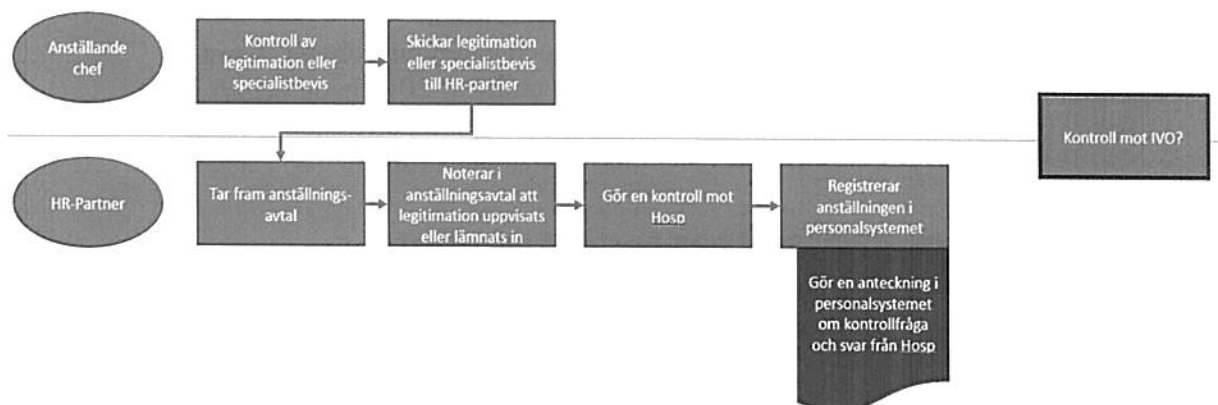 Anställande
chef
Kontroll av
legitimation eller
specialistbevis
Skickar legitimation
eller specialistbevis
till HR-partner
Kontroll mot IVO?
HR-Partner
Tar fram anställnings-
avtal
Noterar i
anställningsavtal att
legitimation uppvisats
eller lämnats in
Gör en kontroll mot
Hosp
Registrerar
anställningen i
personalsystemet
Gör en anteckning i
personalsystemet
om kontrollfråga
och svar från Hosp